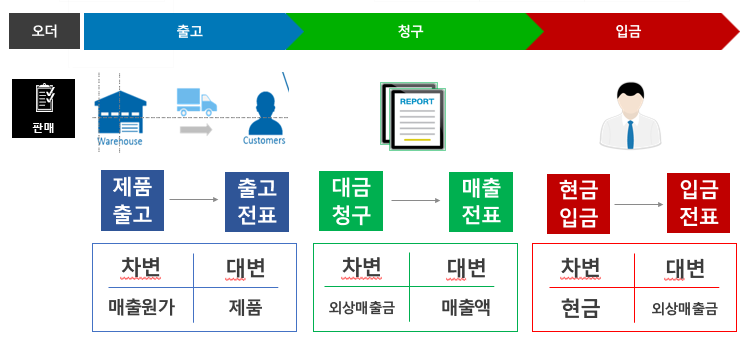 오더
출고
청구
입금
판매
Warehouse
Customers
REPORT
제품
출고
출고
전표
대금
청구
매출
전표
현금
입금
입금
전표
차변
대변
매출원가
제품
차변
대변
외상매출금
매출액
차변
대변
현금
외상매출금